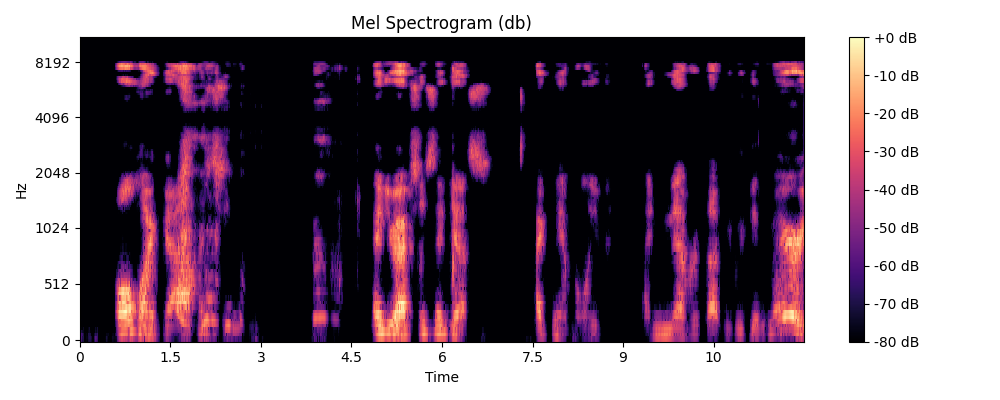 Mel Spectrogram (db)
8192
4096
2048
1024
512
0
Hz
0 1.5 3 4.5 6 7.5 9 10
Time
+0 dB
-10 dB
-20 dB
-30 dB
-40 dB
-50 dB
-60 dB
-70 dB
-80 dB